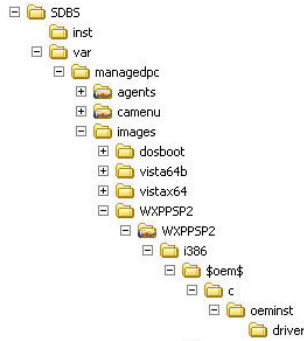 SDBS
inst
var
managedpc
agents
camenu
images
dosboot
vista64b
vistax64
WXPPSP2
WXPPSP2
i386
$oem$
c
oeminst
driver